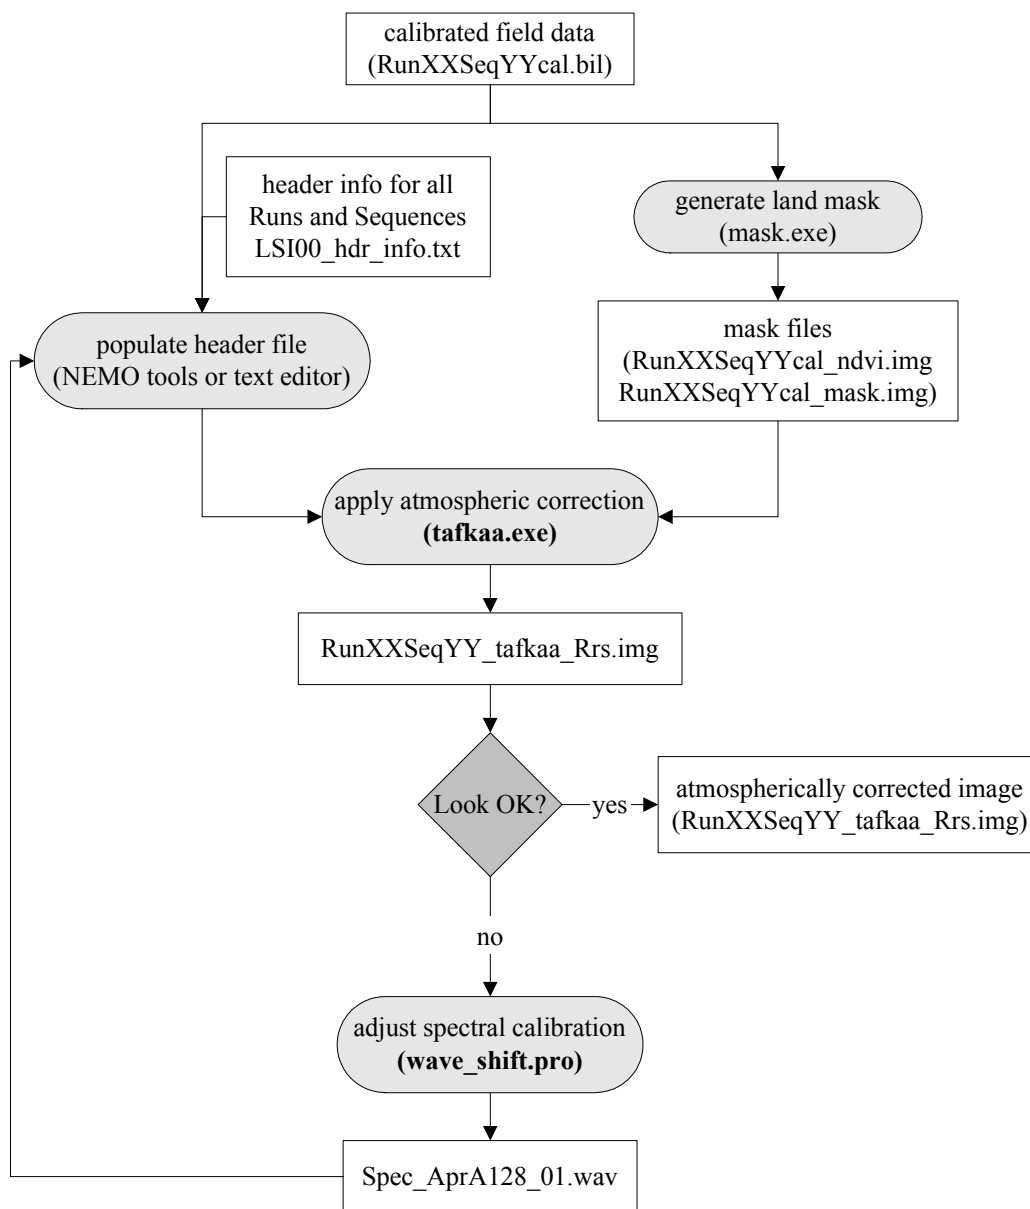 calibrated field data
(RunXXSeqYYcal.bil)
header info for all
Runs and Sequences
LSI00_hdr_info.txt
generate land mask
(mask.exe)
populate header file
(NEMO tools or text editor)
mask files
(RunXXSeqYYcal_ndvi.img
RunXXSeqYYcal_mask.img)
apply atmospheric correction
(tafkaa.exe)
RunXXSeqYY_tafkaa_Rrs.img
Look OK?
yes
atmospherically corrected image
(RunXXSeqYY_tafkaa_Rrs.img)
no
adjust spectral calibration
(wave_shift.pro)
Spec_AprA128_01.wav